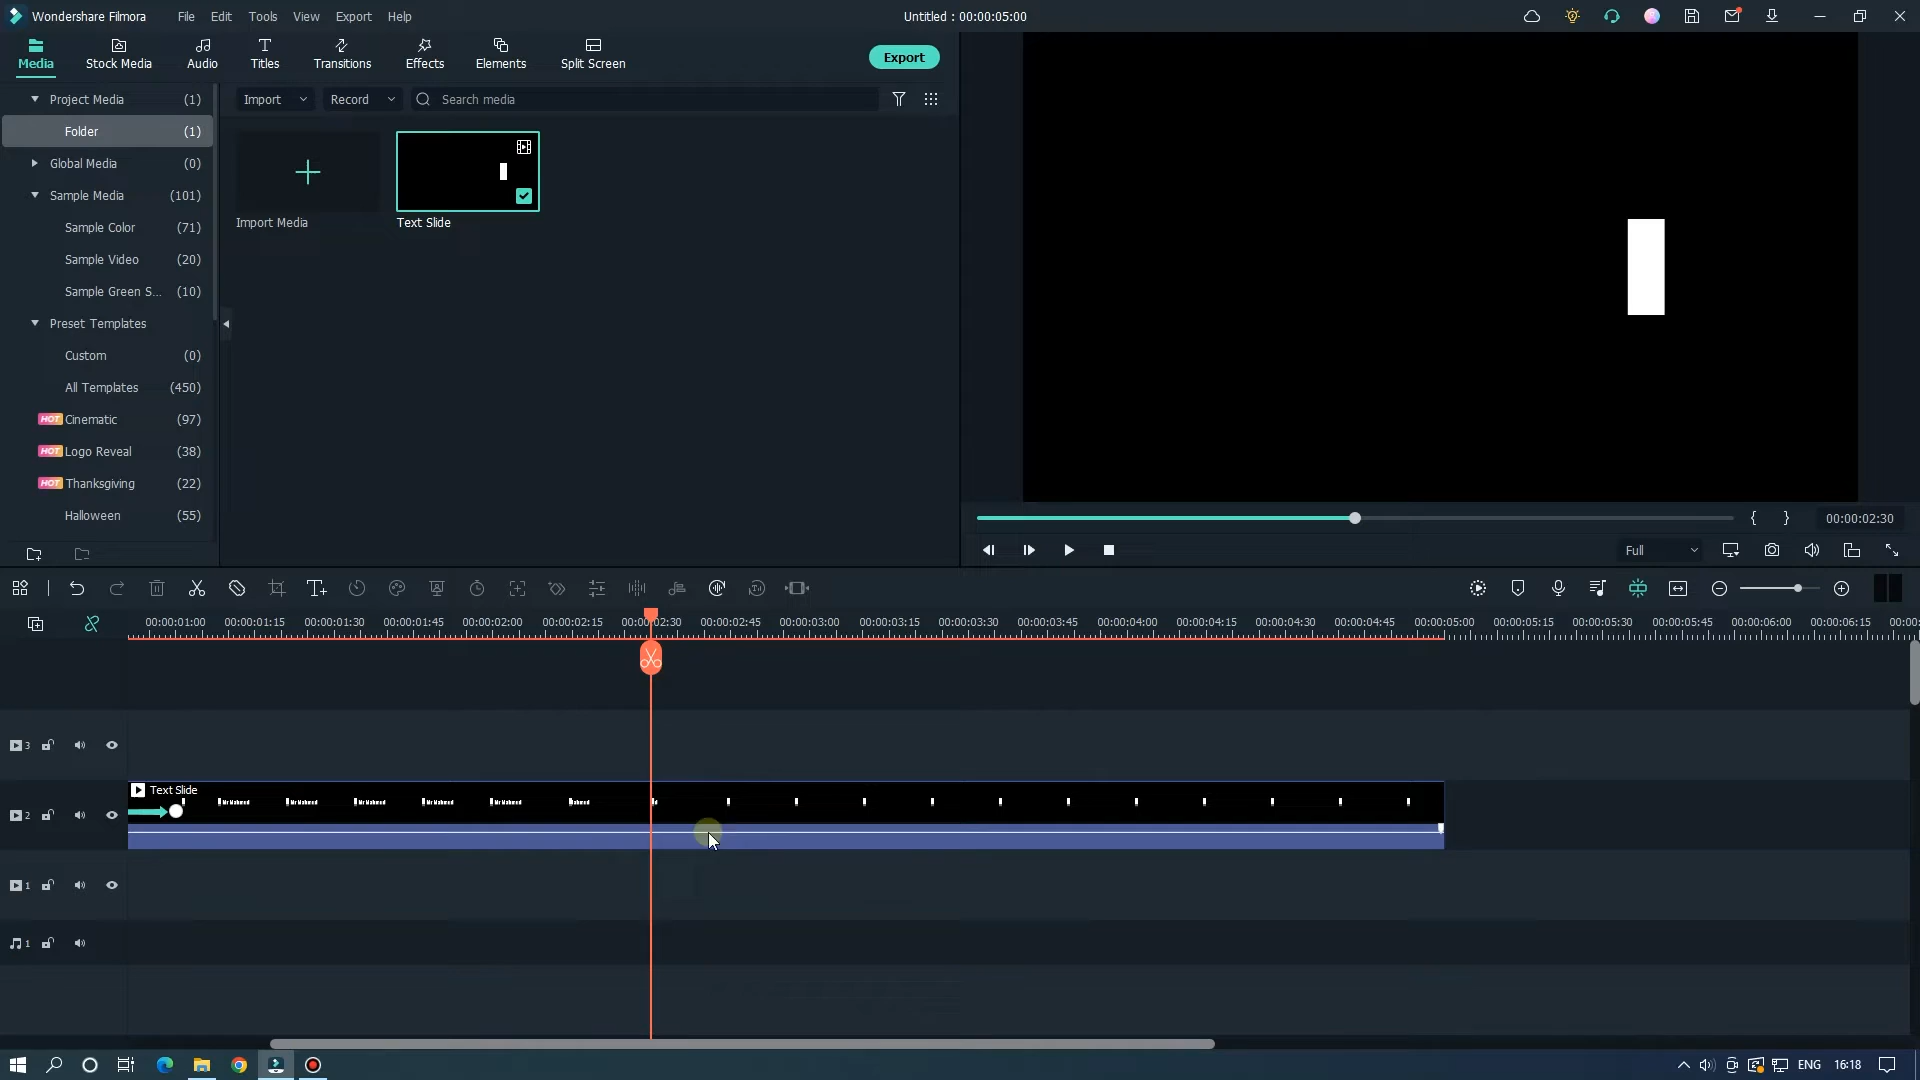 Wondershare Filmora File Edit Tools View Export Help Untitled : 00:00:05:00
Media Stock Media Audio Titles Transitions Effects Elements Split Screen Export
Project Media (1) Import Record Search media
Folder (1)
Global Media (0)
Sample Media (101)
Import Media Text Slide
Sample Color (71)
Sample Video (20)
Sample Green S... (10)
Preset Templates
Custom (0)
All Templates (450)
HOT Cinematic (97)
HOT Logo Reveal (38)
HOT Thanksgiving (22)
Halloween (55)
{ } 00:00:02:30
Full
00:00:01:00 00:00:01:15 00:00:01:30 00:00:01:45 00:00:02:00 00:00:02:15 00:00:02:30 00:00:02:45 00:00:03:00 00:00:03:15 00:00:03:30 00:00:03:45 00:00:04:00 00:00:04:15 00:00:04:30 00:00:04:45 00:00:05:00 00:00:05:15 00:00:05:30 00:00:05:45 00:00:06:00 00:00:06:15 00:00:
3
Text Slide
2
1
1
ENG 16:18